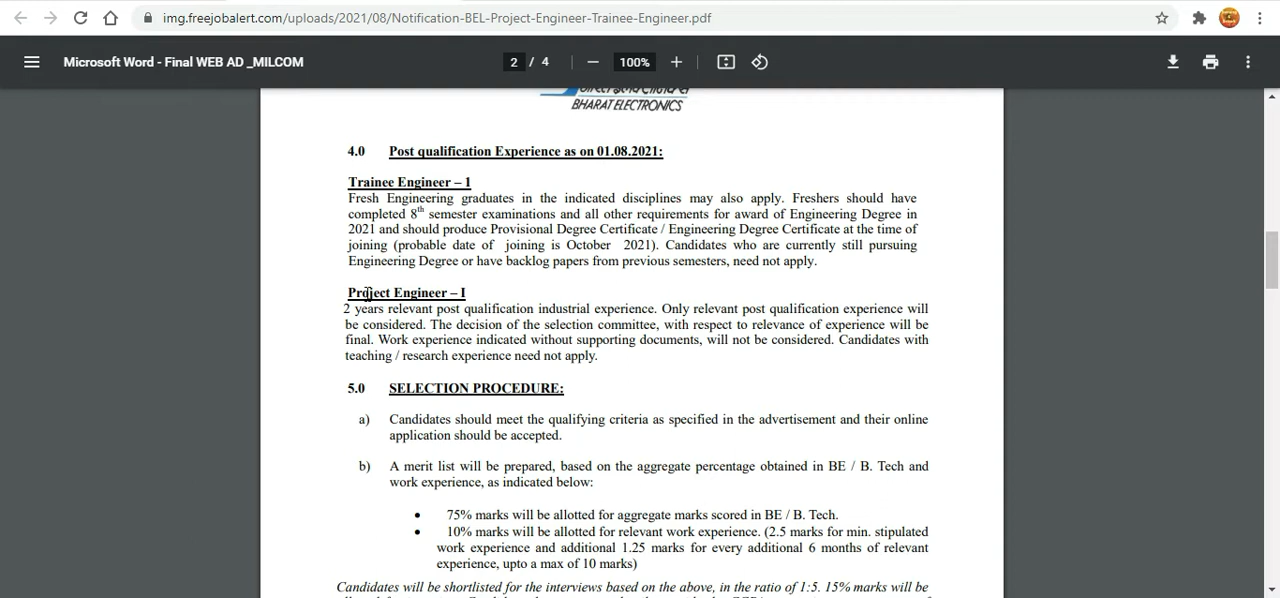 img.freejobalert.com/uploads/2021/08/Notification-BEL-Project-Engineer-Trainee-Engineer.pdf
Microsoft Word - Final WEB AD _MILCOM
2 / 4
100%
BHARAT ELECTRONICS
4.0 Post qualification Experience as on 01.08.2021:
Trainee Engineer – 1
Fresh Engineering graduates in the indicated disciplines may also apply. Freshers should have
completed 8th semester examinations and all other requirements for award of Engineering Degree in
2021 and should produce Provisional Degree Certificate / Engineering Degree Certificate at the time of
joining (probable date of joining is October 2021). Candidates who are currently still pursuing
Engineering Degree or have backlog papers from previous semesters, need not apply.
Project Engineer – I
2 years relevant post qualification industrial experience. Only relevant post qualification experience will
be considered. The decision of the selection committee, with respect to relevance of experience will be
final. Work experience indicated without supporting documents, will not be considered. Candidates with
teaching / research experience need not apply.
5.0 SELECTION PROCEDURE:
a) Candidates should meet the qualifying criteria as specified in the advertisement and their online
application should be accepted.
b) A merit list will be prepared, based on the aggregate percentage obtained in BE / B. Tech and
work experience, as indicated below:
• 75% marks will be allotted for aggregate marks scored in BE / B. Tech.
• 10% marks will be allotted for relevant work experience. (2.5 marks for min. stipulated
work experience and additional 1.25 marks for every additional 6 months of relevant
experience, upto a max of 10 marks)
Candidates will be shortlisted for the interviews based on the above, in the ratio of 1:5. 15% marks will be